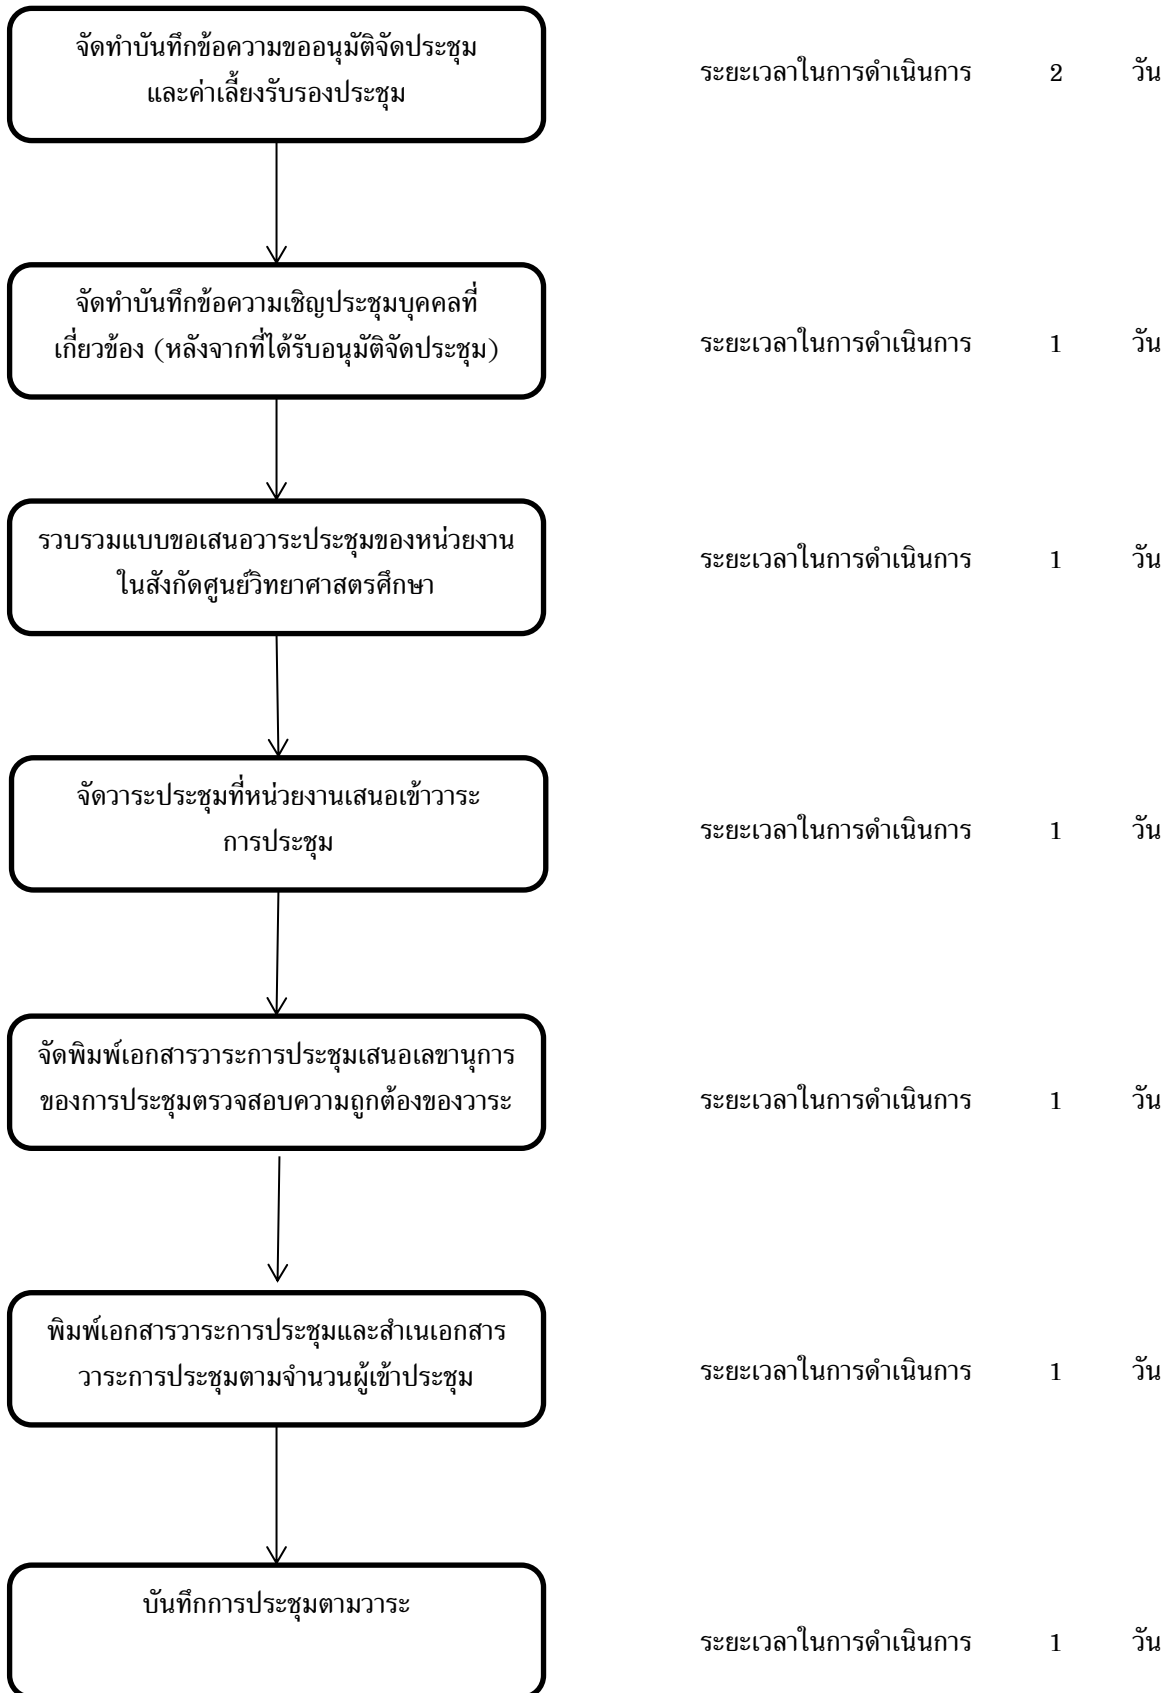 จัดทำบันทึกข้อความขออนุมัติจัดประชุม
และค่าเลี้ยงรับรองประชุม
ระยะเวลาในการดำเนินการ 2 วัน
จัดทำบันทึกข้อความเชิญประชุมบุคคลที่
เกี่ยวข้อง (หลังจากที่ได้รับอนุมัติจัดประชุม)
ระยะเวลาในการดำเนินการ 1 วัน
รวบรวมแบบขอเสนอวาระประชุมของหน่วยงาน
ในสังกัดศูนย์วิทยาศาสตรศึกษา
ระยะเวลาในการดำเนินการ 1 วัน
จัดวาระประชุมที่หน่วยงานเสนอเข้าวาระ
การประชุม
ระยะเวลาในการดำเนินการ 1 วัน
จัดพิมพ์เอกสารวาระการประชุมเสนอเลขานุการ
ของการประชุมตรวจสอบความถูกต้องของวาระ
ระยะเวลาในการดำเนินการ 1 วัน
พิมพ์เอกสารวาระการประชุมและสำเนเอกสาร
วาระการประชุมตามจำนวนผู้เข้าประชุม
ระยะเวลาในการดำเนินการ 1 วัน
บันทึกการประชุมตามวาระ
ระยะเวลาในการดำเนินการ 1 วัน